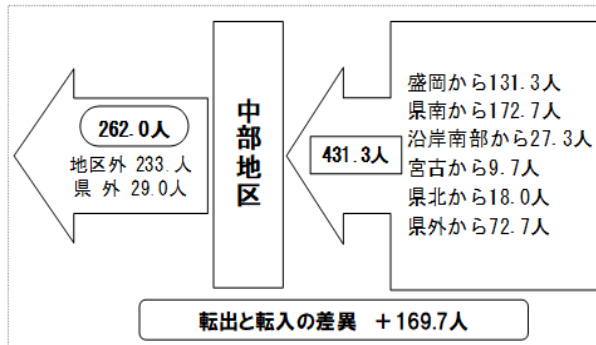 262.0人
地区外 233.人
県 外 29.0人
中部地区
431.3人
盛岡から131.3人
県南から172.7人
沿岸南部から27.3人
宮古から9.7人
県北から18.0人
県外から72.7人
転出と転入の差異 +169.7人